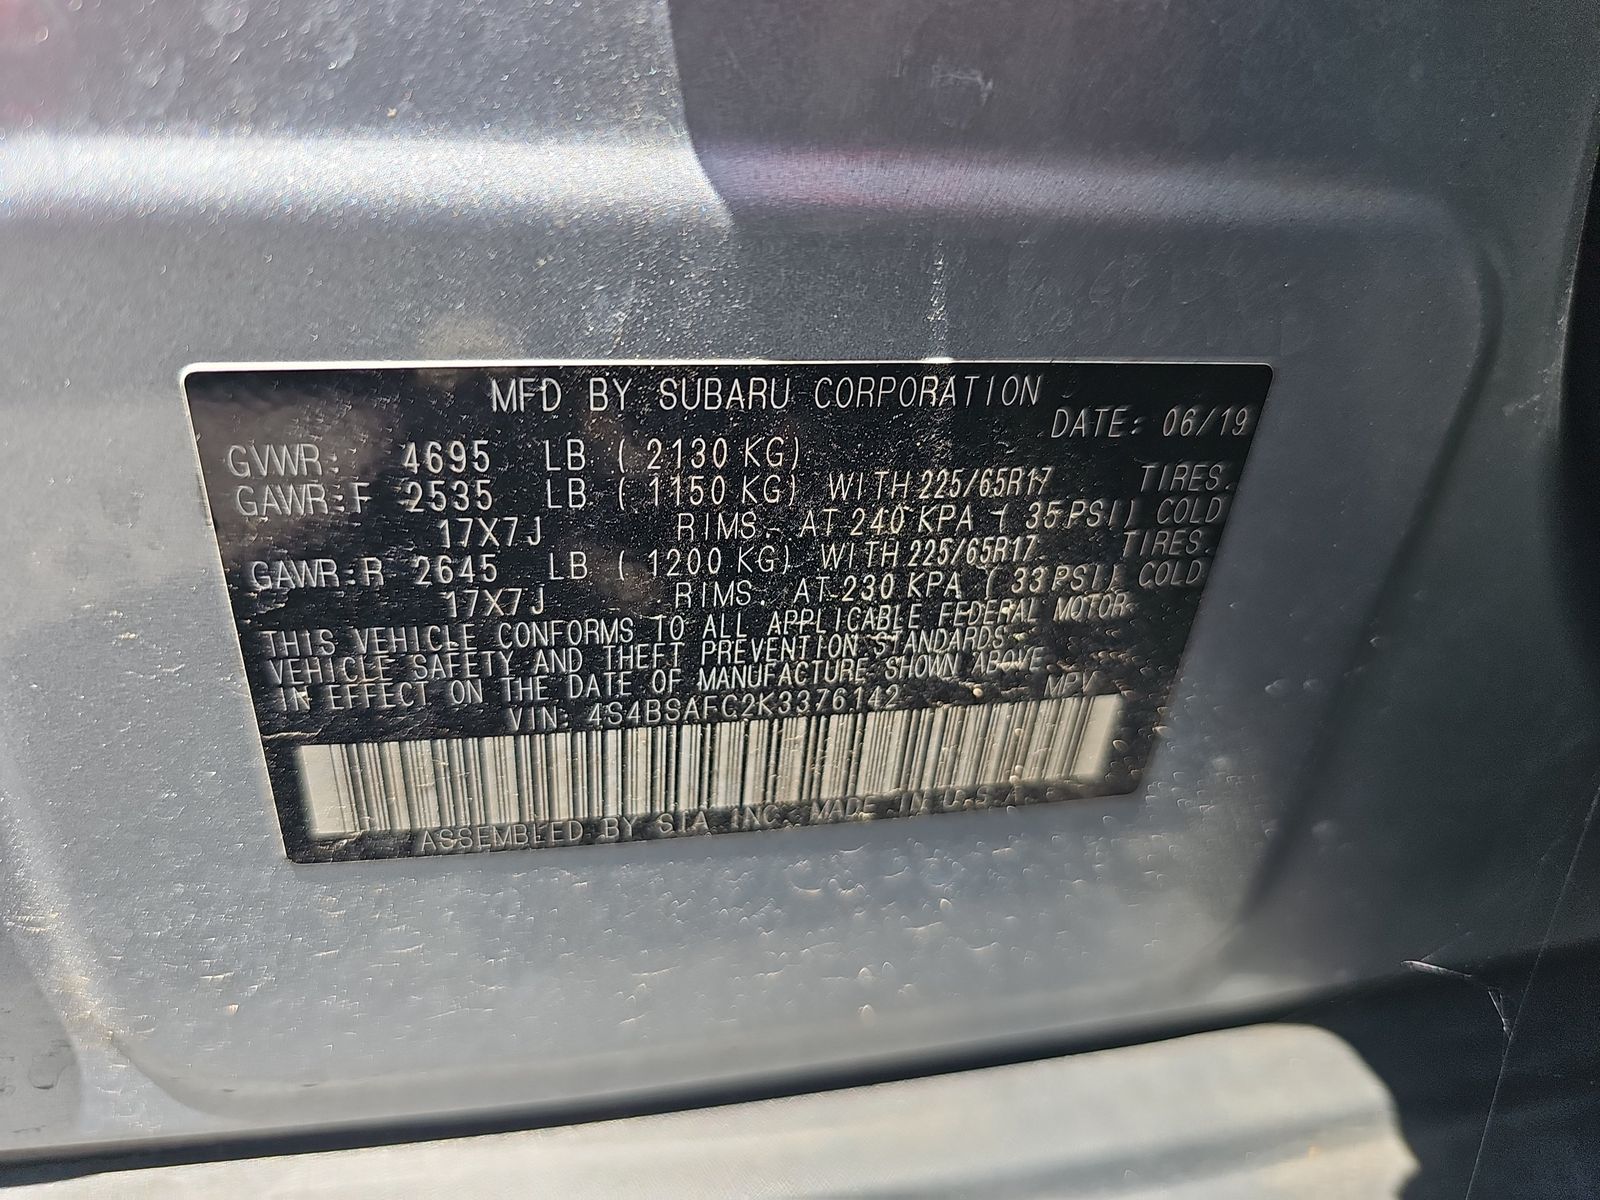 MFD BY SUBARU CORPORATION
DATE: 06/19
GVWR: 4695 LB ( 2130 KG)
GAWR:F 2535 LB ( 1150 KG) WITH 225/65R17 TIRES.
17X7J RIMS. AT 240 KPA ( 35 PSI) COLD
GAWR:R 2645 LB ( 1200 KG) WITH 225/65R17 TIRES.
17X7J RIMS. AT 230 KPA ( 33 PSI) COLD
THIS VEHICLE CONFORMS TO ALL APPLICABLE FEDERAL MOTOR
VEHICLE SAFETY AND THEFT PREVENTION STANDARDS
IN EFFECT ON THE DATE OF MANUFACTURE SHOWN ABOVE
VIN: 4S4BSAFC2K3376142 MPV
ASSEMBLED BY SIA INC. MADE IN U.S.A.